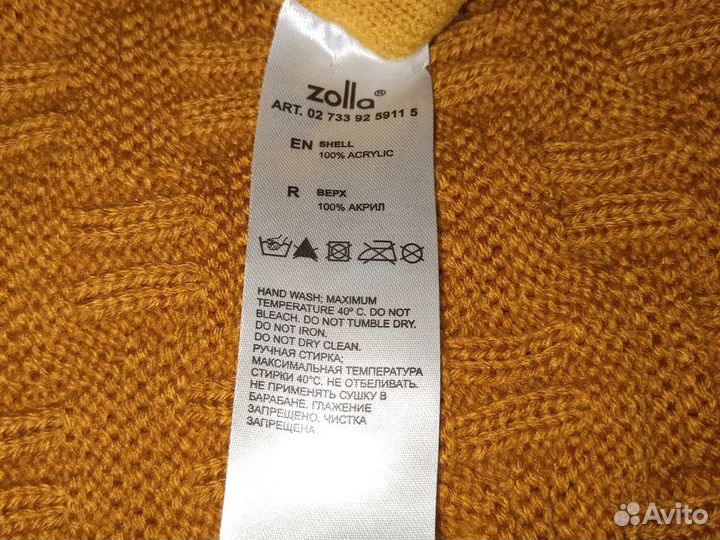 zolla®
ART. 02 733 92 5911 5
EN SHELL
100% ACRYLIC
R ВЕРХ
100% АКРИЛ
HAND WASH; MAXIMUM
TEMPERATURE 40° C. DO NOT
BLEACH. DO NOT TUMBLE DRY.
DO NOT IRON.
DO NOT DRY CLEAN.
РУЧНАЯ СТИРКА;
МАКСИМАЛЬНАЯ ТЕМПЕРАТУРА
СТИРКИ 40°С. НЕ ОТБЕЛИВАТЬ.
НЕ ПРИМЕНЯТЬ СУШКУ В
БАРАБАНЕ. ГЛАЖЕНИЕ
ЗАПРЕЩЕНО. ЧИСТКА
ЗАПРЕЩЕНА
Avito